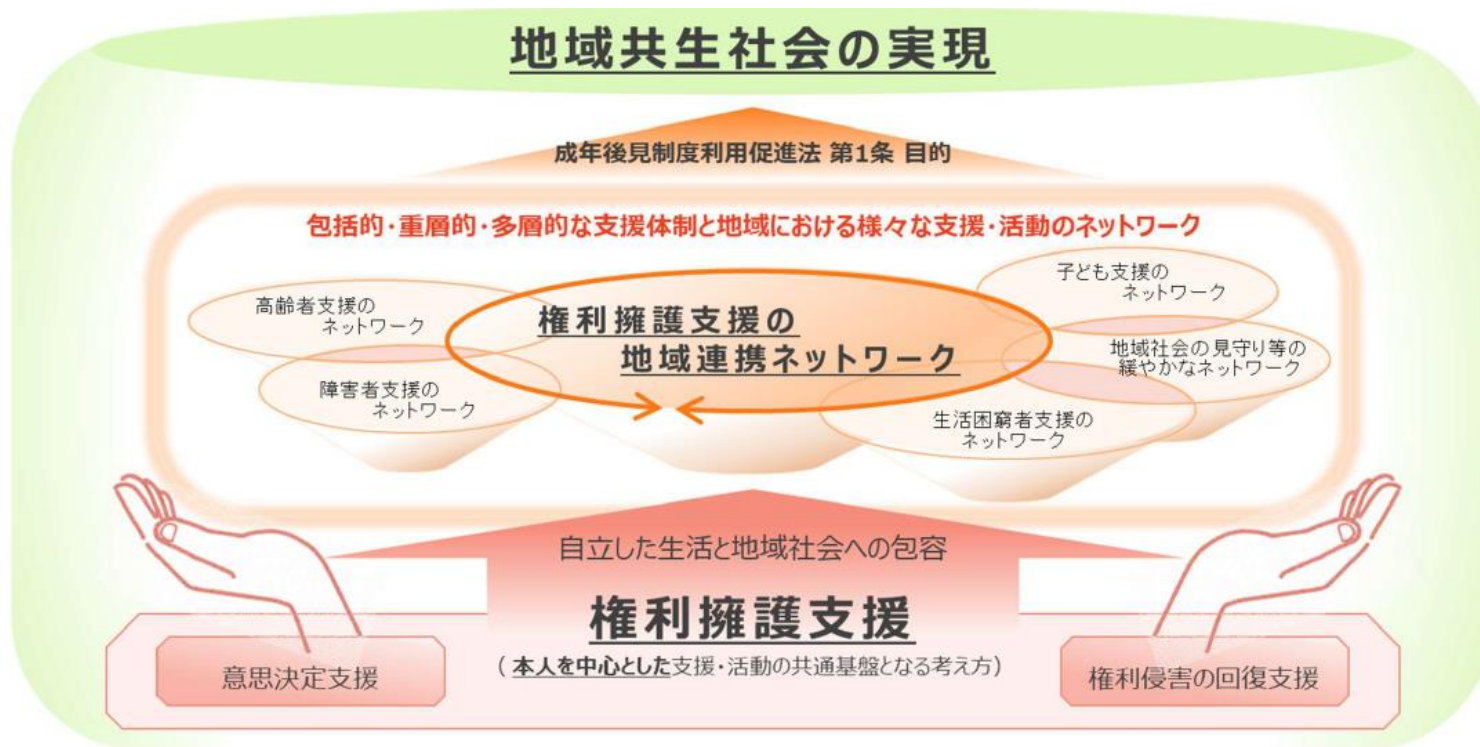 地域共生社会の実現
成年後見制度利用促進法 第1条 目的
包括的・重層的・多層的な支援体制と地域における様々な支援・活動のネットワーク
高齢者支援の
ネットワーク
障害者支援の
ネットワーク
権利擁護支援の
地域連携ネットワーク
子ども支援の
ネットワーク
地域社会の見守り等の
緩やかなネットワーク
生活困窮者支援の
ネットワーク
自立した生活と地域社会への包容
権利擁護支援
(本人を中心とした支援・活動の共通基盤となる考え方)
意思決定支援
権利侵害の回復支援